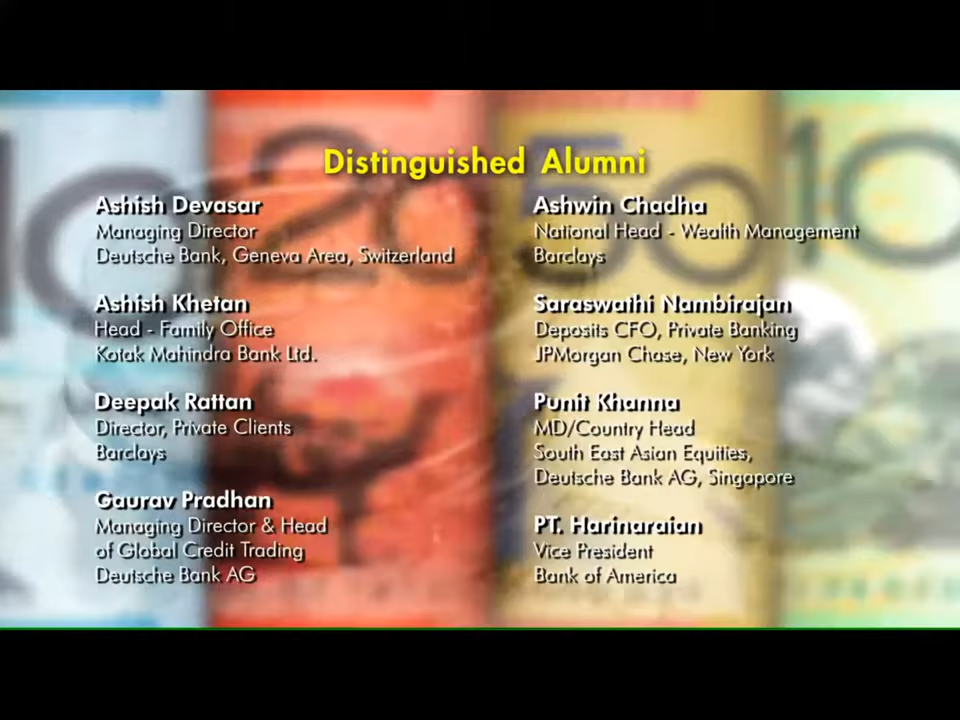 Distinguished Alumni
Ashish Devasar
Managing Director
Deutsche Bank, Geneva Area, Switzerland
Ashish Khetan
Head - Family Office
Kotak Mahindra Bank Ltd.
Deepak Rattan
Director, Private Clients
Barclays
Gaurav Pradhan
Managing Director & Head
of Global Credit Trading
Deutsche Bank AG
Ashwin Chadha
National Head - Wealth Management
Barclays
Saraswathi Nambirajan
Deposits CFO, Private Banking
JPMorgan Chase, New York
Punit Khanna
MD/Country Head
South East Asian Equities,
Deutsche Bank AG, Singapore
PT. Harinaraian
Vice President
Bank of America